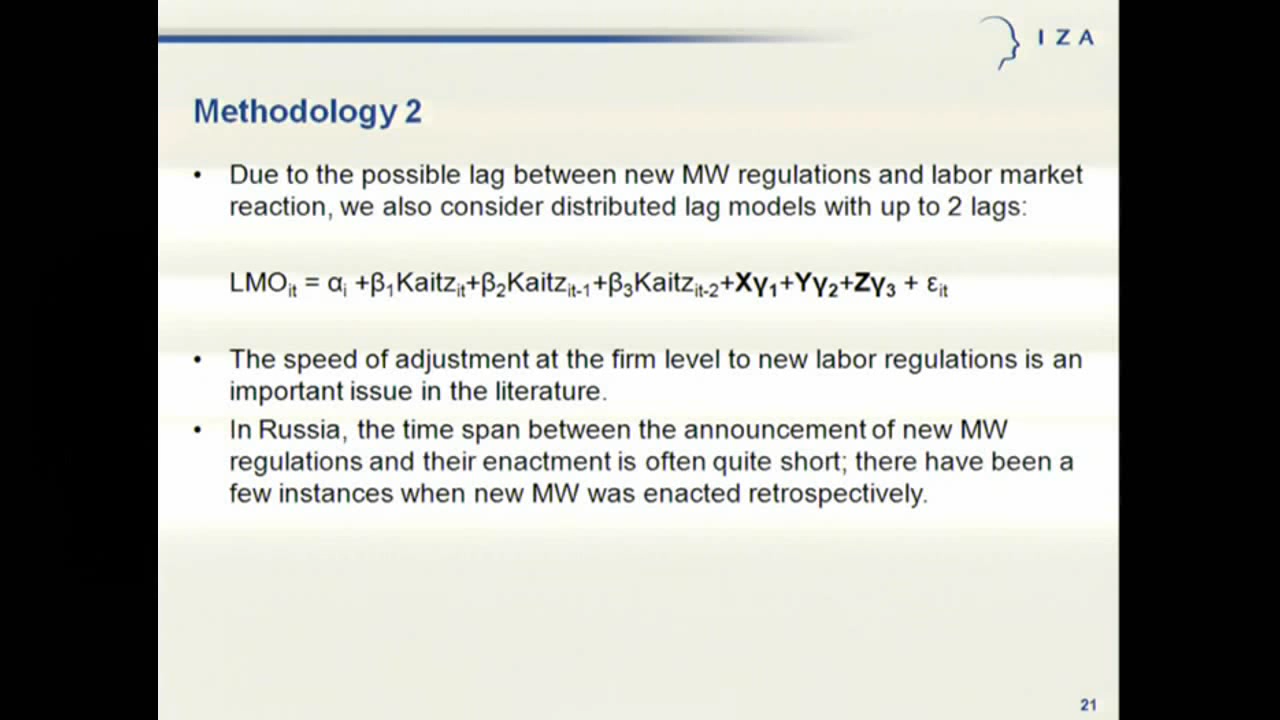 I Z A
Methodology 2
• Due to the possible lag between new MW regulations and labor market
reaction, we also consider distributed lag models with up to 2 lags:
LMOit = αi +β1Kaitzit+β2Kaitzit-1+β3Kaitzit-2+Xγ1+Yγ2+Zγ3 + εit
• The speed of adjustment at the firm level to new labor regulations is an
important issue in the literature.
• In Russia, the time span between the announcement of new MW
regulations and their enactment is often quite short; there have been a
few instances when new MW was enacted retrospectively.
21